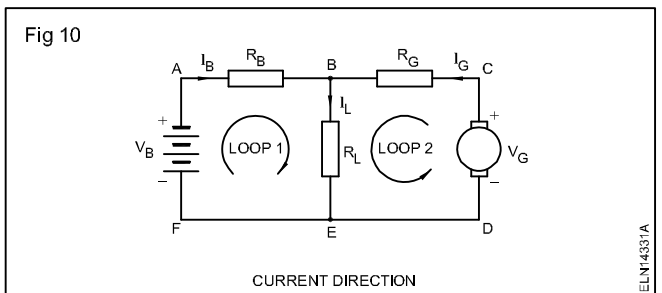 Fig 10
A I_B R_B B R_G I_G C
I_L
+ +
V_B LOOP 1 R_L LOOP 2 V_G
− −
F E D
CURRENT DIRECTION
ELN14331A